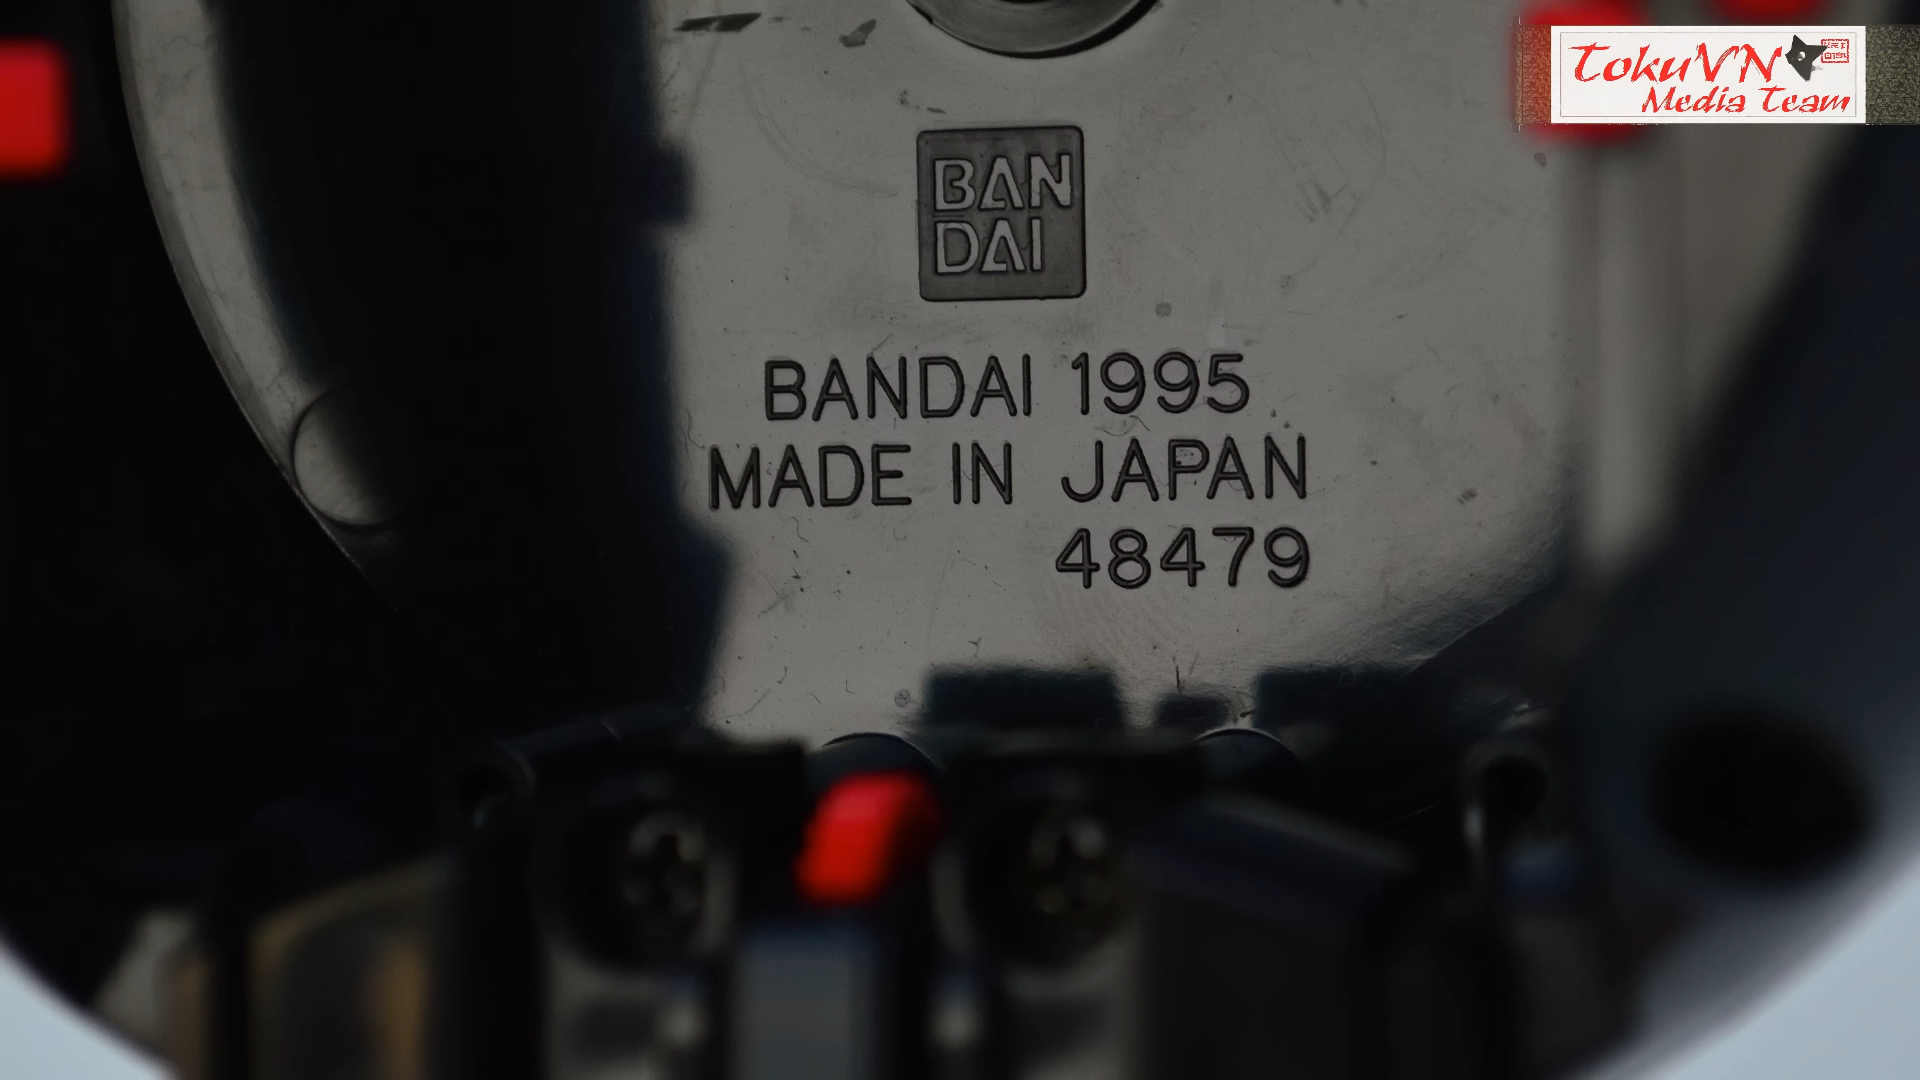 TokuVN
Media Team
BAN
DAI
BANDAI 1995
MADE IN JAPAN
48479